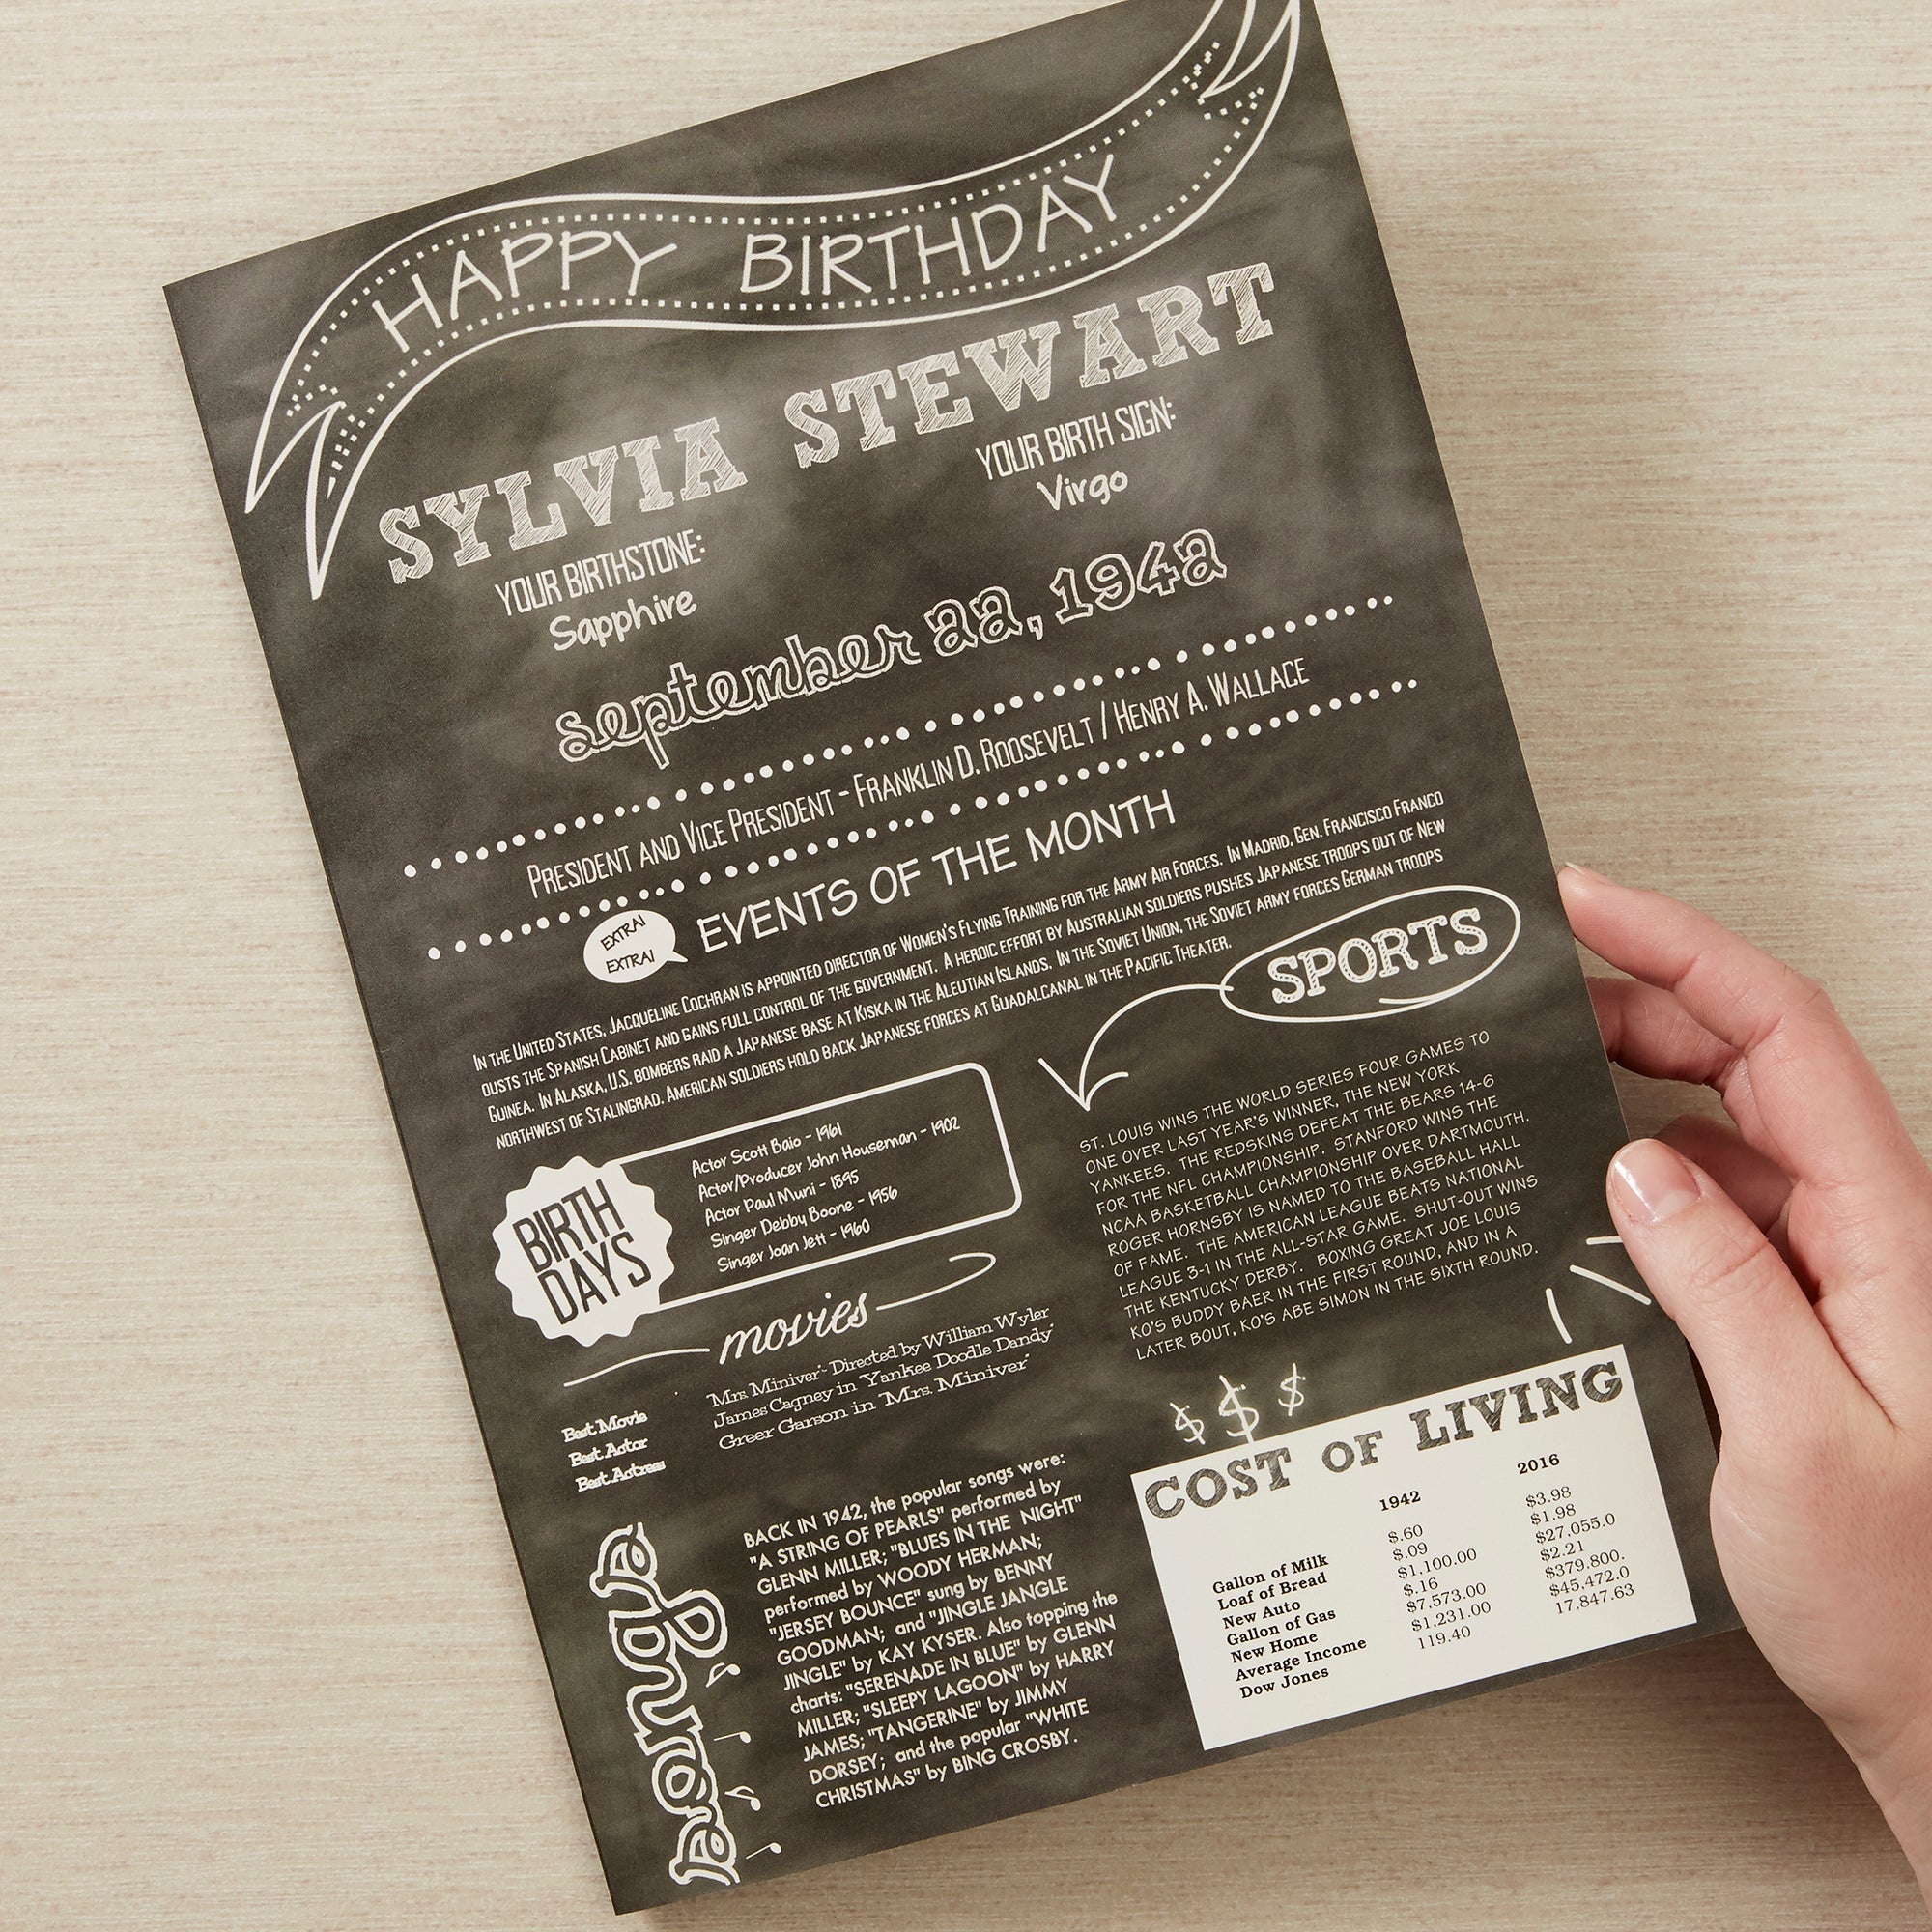 HAPPY BIRTHDAY
SYLVIA STEWART
YOUR BIRTHSTONE:
Sapphire
YOUR BIRTH SIGN:
Virgo
september 22, 1942
PRESIDENT AND VICE PRESIDENT - FRANKLIN D. ROOSEVELT / HENRY A. WALLACE
EXTRA!
EXTRA!
EVENTS OF THE MONTH
IN THE UNITED STATES, JACQUELINE COCHRAN IS APPOINTED DIRECTOR OF WOMEN'S FLYING TRAINING FOR THE ARMY AIR FORCES. IN MADRID, GEN. FRANCISCO FRANCO
OUSTS THE SPANISH CABINET AND GAINS FULL CONTROL OF THE GOVERNMENT. A HEROIC EFFORT BY AUSTRALIAN SOLDIERS PUSHES JAPANESE TROOPS OUT OF NEW
GUINEA. IN ALASKA, U.S. BOMBERS RAID A JAPANESE BASE AT KISKA IN THE ALEUTIAN ISLANDS. IN THE SOVIET UNION, THE SOVIET ARMY FORCES GERMAN TROOPS
NORTHWEST OF STALINGRAD. AMERICAN SOLDIERS HOLD BACK JAPANESE FORCES AT GUADALCANAL IN THE PACIFIC THEATER.
BIRTH
DAYS
Actor Scott Baio - 1961
Actor/Producer John Houseman - 1902
Actor Paul Muni - 1895
Singer Debby Boone - 1956
Singer Joan Jett - 1960
SPORTS
ST. LOUIS WINS THE WORLD SERIES FOUR GAMES TO
ONE OVER LAST YEAR'S WINNER, THE NEW YORK
YANKEES. THE REDSKINS DEFEAT THE BEARS 14-6
FOR THE NFL CHAMPIONSHIP. STANFORD WINS THE
NCAA BASKETBALL CHAMPIONSHIP OVER DARTMOUTH.
ROGER HORNSBY IS NAMED TO THE BASEBALL HALL
OF FAME. THE AMERICAN LEAGUE BEATS NATIONAL
LEAGUE 3-1 IN THE ALL-STAR GAME. SHUT-OUT WINS
THE KENTUCKY DERBY. BOXING GREAT JOE LOUIS
KO'S BUDDY BAER IN THE FIRST ROUND, AND IN A
LATER BOUT, KO'S ABE SIMON IN THE SIXTH ROUND.
movies
Best Movie "Mrs. Miniver"- Directed by William Wyler
Best Actor James Cagney in "Yankee Doodle Dandy"
Best Actress Greer Garson in "Mrs. Miniver"
songs
BACK IN 1942, the popular songs were:
"A STRING OF PEARLS" performed by
GLENN MILLER; "BLUES IN THE NIGHT"
performed by WOODY HERMAN;
"JERSEY BOUNCE" sung by BENNY
GOODMAN; and "JINGLE JANGLE
JINGLE" by KAY KYSER. Also topping the
charts: "SERENADE IN BLUE" by GLENN
MILLER; "SLEEPY LAGOON" by HARRY
JAMES; "TANGERINE" by JIMMY
DORSEY; and the popular "WHITE
CHRISTMAS" by BING CROSBY.
$ $ $
COST OF LIVING
1942 2016
Gallon of Milk $.60 $3.98
Loaf of Bread $.09 $1.98
New Auto $1,100.00 $27,055.0
Gallon of Gas $.16 $2.21
New Home $7,573.00 $379,800.
Average Income $1,231.00 $45,472.0
Dow Jones 119.40 17,847.63